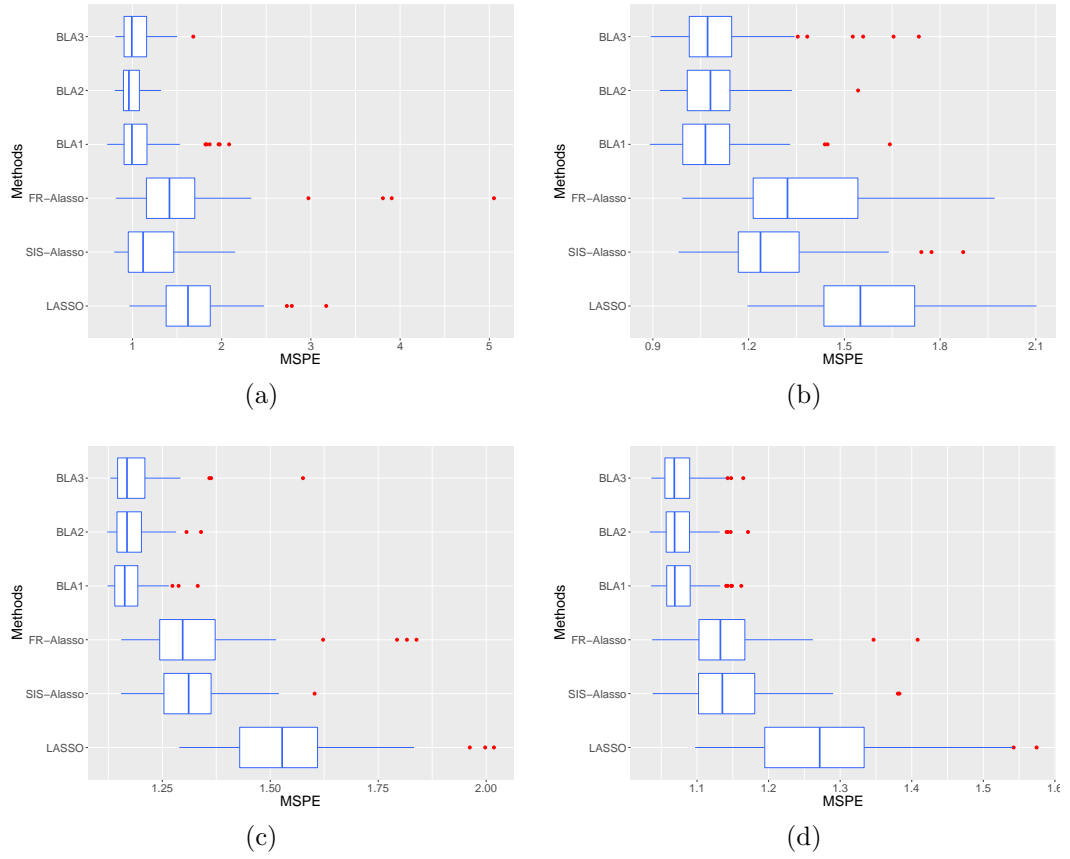 BLA3
BLA2
BLA1
FR-Alasso
SIS-Alasso
LASSO
Methods
1 2 3 4 5
MSPE
(a)
BLA3
BLA2
BLA1
FR-Alasso
SIS-Alasso
LASSO
Methods
0.9 1.2 1.5 1.8 2.1
MSPE
(b)
BLA3
BLA2
BLA1
FR-Alasso
SIS-Alasso
LASSO
Methods
1.25 1.50 1.75 2.00
MSPE
(c)
BLA3
BLA2
BLA1
FR-Alasso
SIS-Alasso
LASSO
Methods
1.1 1.2 1.3 1.4 1.5 1.6
MSPE
(d)